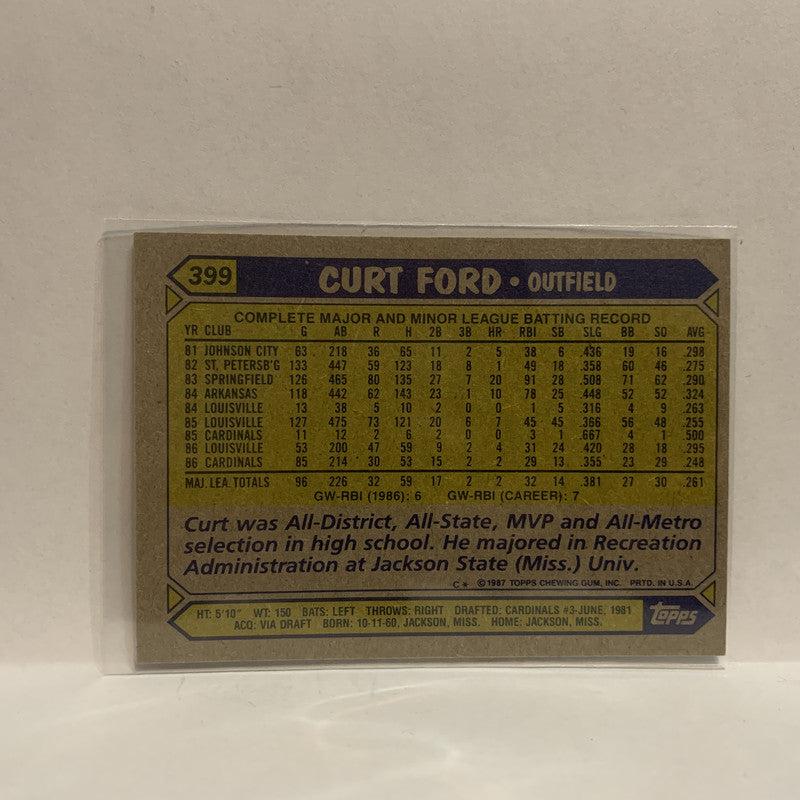 399 CURT FORD • OUTFIELD
COMPLETE MAJOR AND MINOR LEAGUE BATTING RECORD
YR CLUB G AB R H 2B 3B HR RBI SB SLG BB SO AVG
81 JOHNSON CITY 63 218 36 65 11 2 5 38 6 .436 19 16 .298
82 ST. PETERSB'G 133 447 59 123 18 8 1 49 18 .358 60 46 .275
83 SPRINGFIELD 126 465 80 135 27 7 20 91 28 .508 71 62 .290
84 ARKANSAS 118 442 62 143 23 1 10 78 25 .448 52 52 .324
84 LOUISVILLE 13 38 5 10 2 0 0 1 5 .316 4 9 .263
85 LOUISVILLE 127 475 73 121 20 6 7 45 45 .366 56 48 .255
85 CARDINALS 11 12 2 6 2 0 0 3 1 .667 4 1 .500
86 LOUISVILLE 53 200 47 59 9 2 4 31 24 .420 28 18 .295
86 CARDINALS 85 214 30 53 15 2 2 29 13 .355 23 29 .248
MAJ. LEA. TOTALS 96 226 32 59 17 2 2 32 14 .381 27 30 .261
GW-RBI (1986): 6 GW-RBI (CAREER): 7
Curt was All-District, All-State, MVP and All-Metro
selection in high school. He majored in Recreation
Administration at Jackson State (Miss.) Univ.
C* ©1987 TOPPS CHEWING GUM, INC. PRTD. IN U.S.A.
HT: 5'10" WT: 150 BATS: LEFT THROWS: RIGHT DRAFTED: CARDINALS #3-JUNE, 1981
ACQ: VIA DRAFT BORN: 10-11-60, JACKSON, MISS. HOME: JACKSON, MISS.
topps